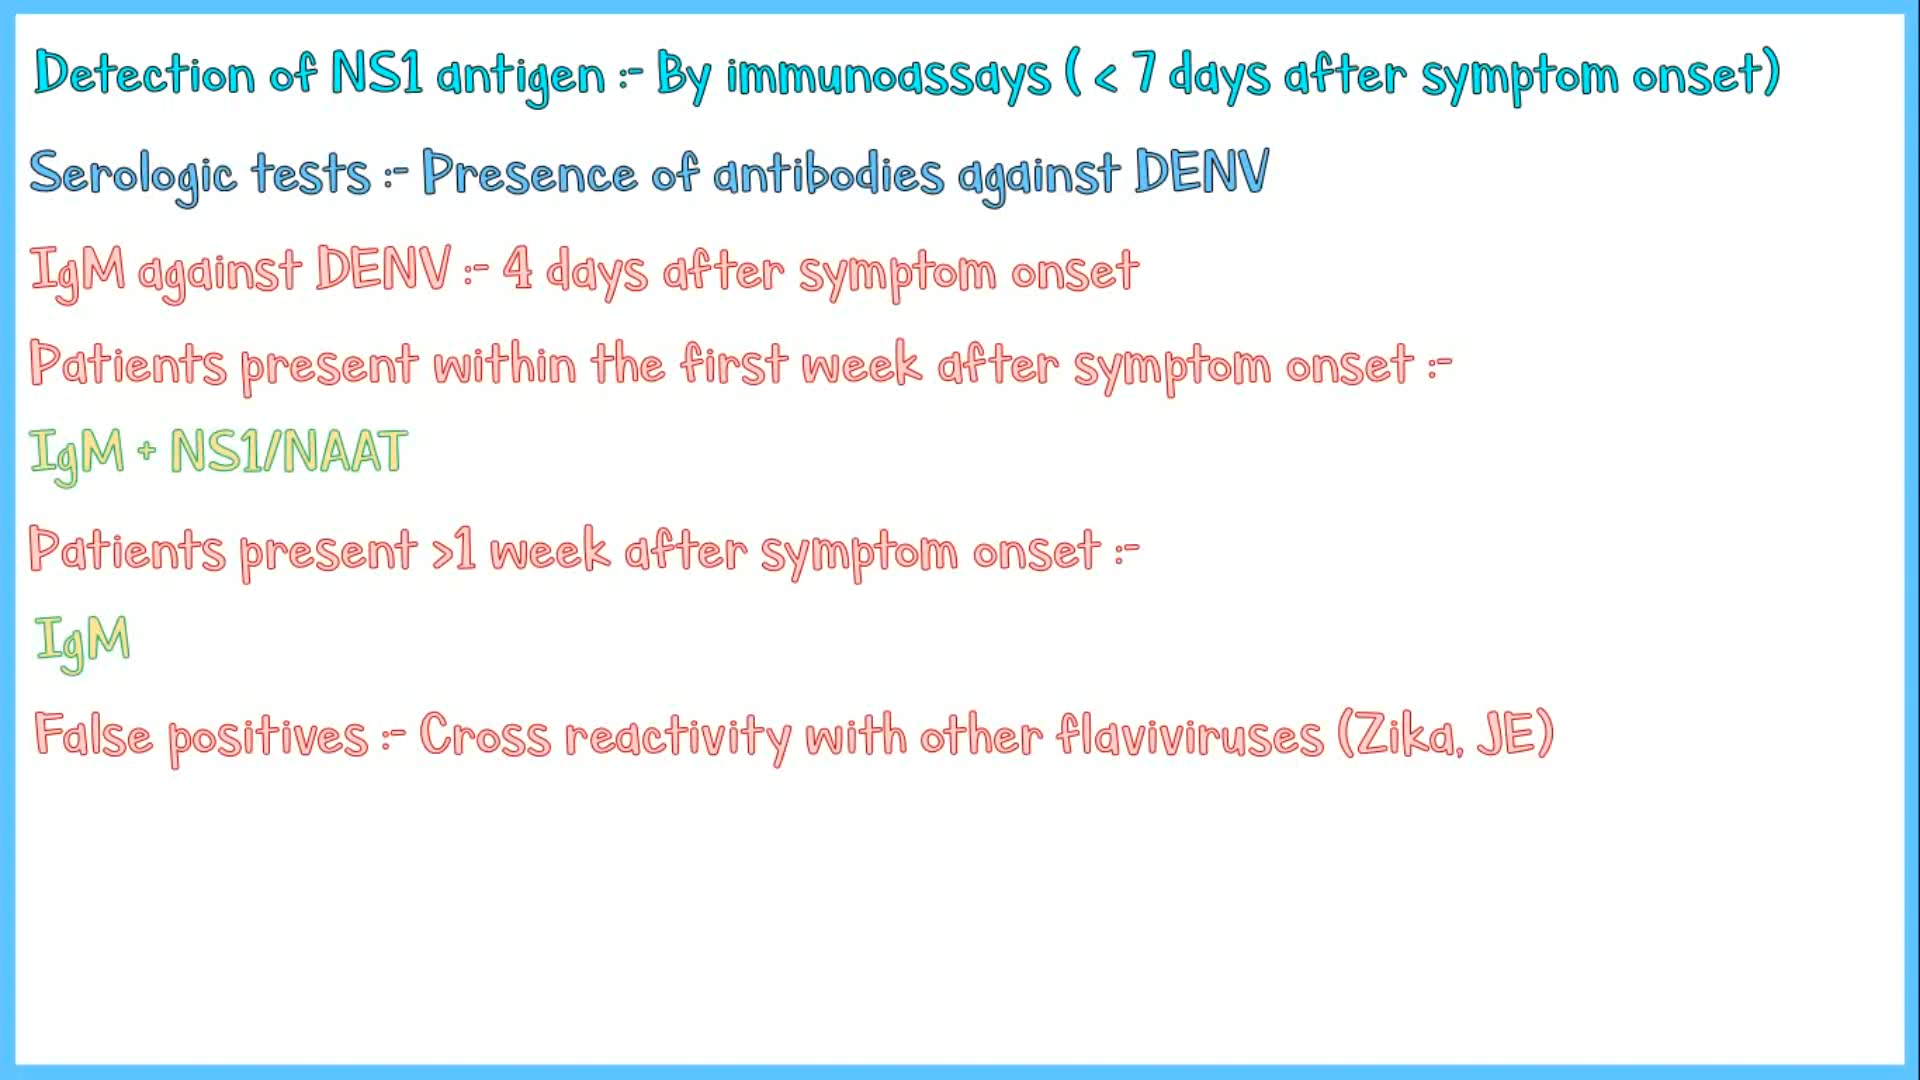 Detection of NS1 antigen :- By immunoassays ( < 7 days after symptom onset)
Serologic tests :- Presence of antibodies against DENV
IgM against DENV :- 4 days after symptom onset
Patients present within the first week after symptom onset :-
IgM + NS1/NAAT
Patients present >1 week after symptom onset :-
IgM
False positives :- Cross reactivity with other flaviviruses (Zika, JE)